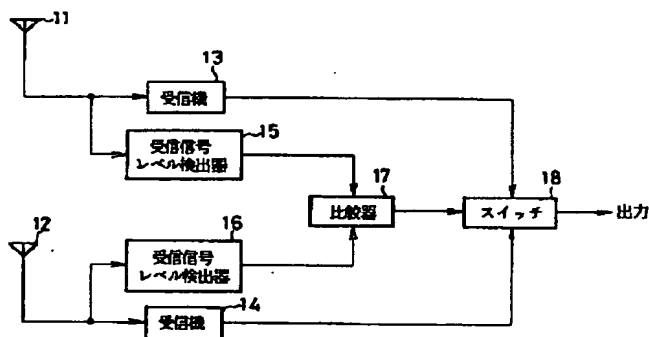 11
13
受信機
15
受信信号
レベル検出器
17
比較器
18
スイッチ
出力
12
16
受信信号
レベル検出器
14
受信機